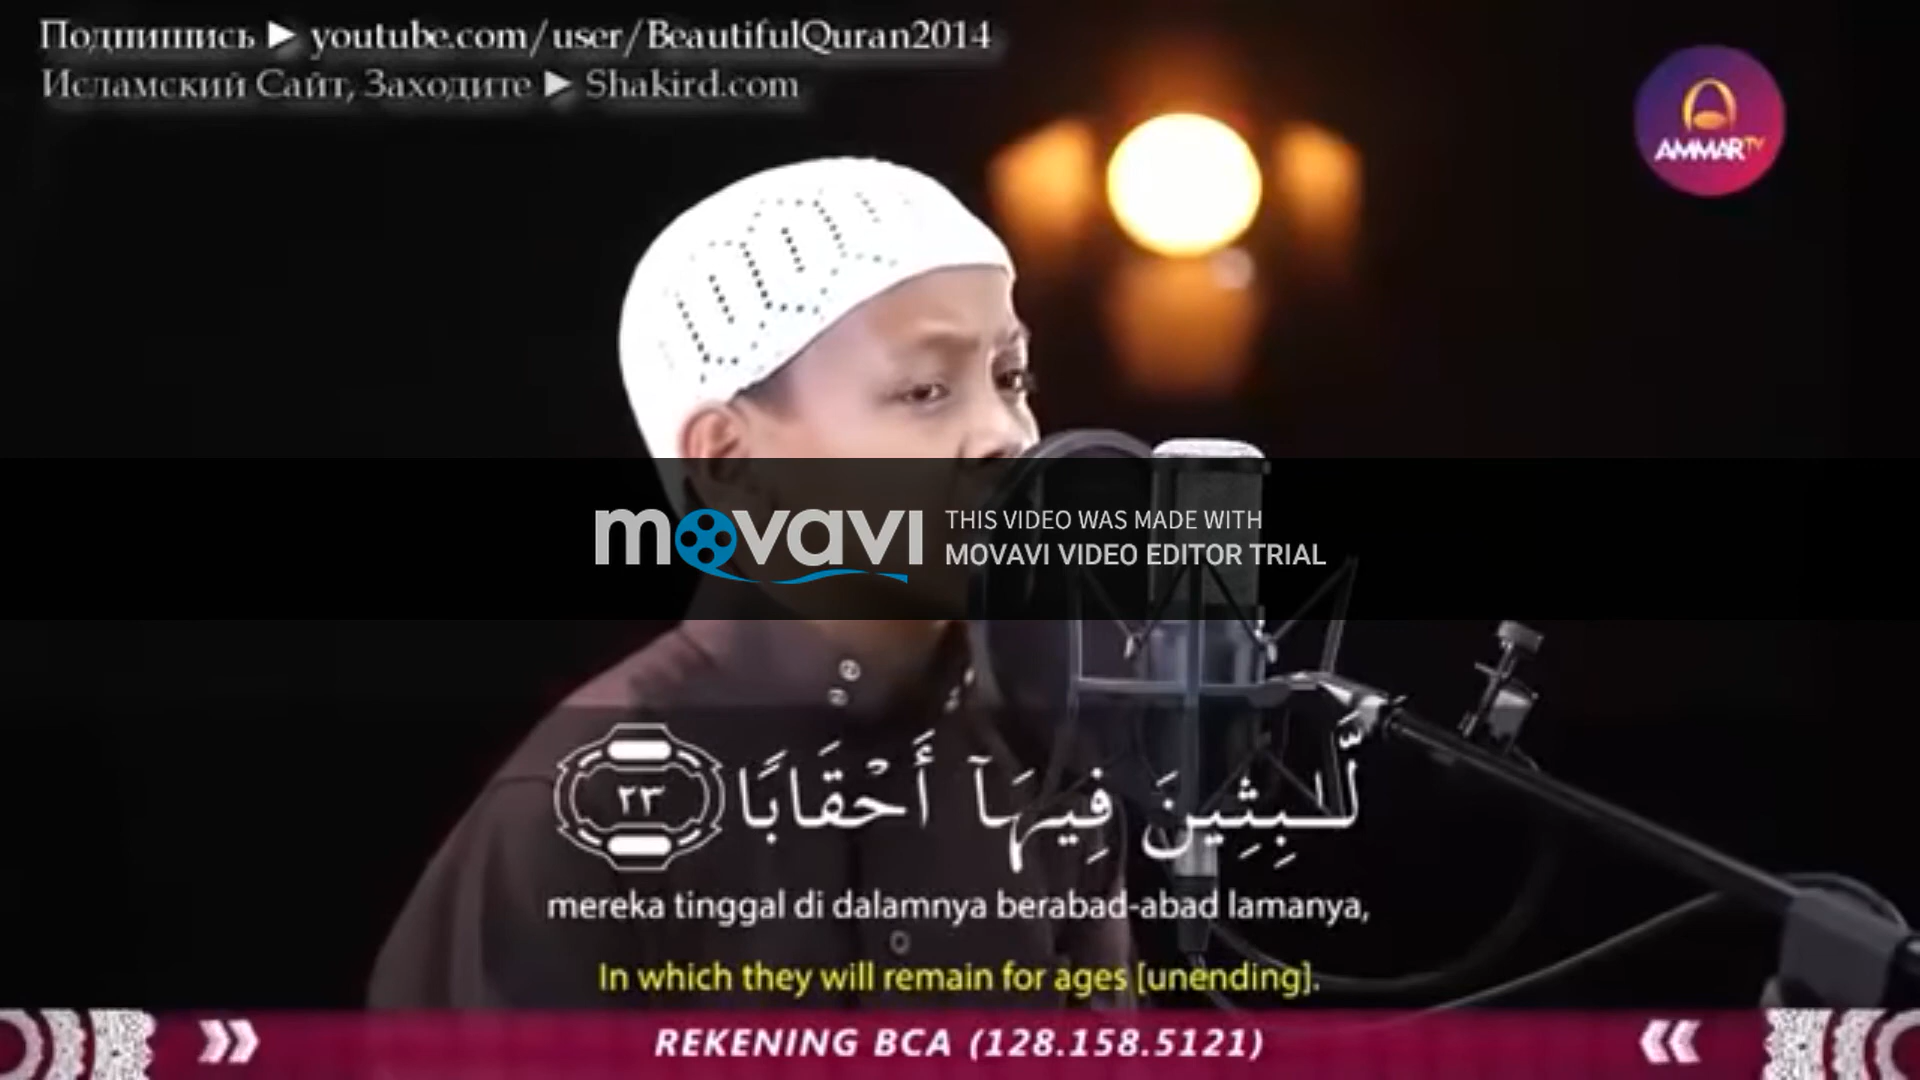 Подпишись ► youtube.com/user/BeautifulQuran2014
Исламский Сайт, Заходите ► Shakird.com
AMMARTV
movavi
THIS VIDEO WAS MADE WITH
MOVAVI VIDEO EDITOR TRIAL
لَّـٰبِثِينَ فِيهَآ أَحْقَابًا ٢٣
mereka tinggal di dalamnya berabad-abad lamanya,
In which they will remain for ages [unending].
REKENING BCA (128.158.5121)